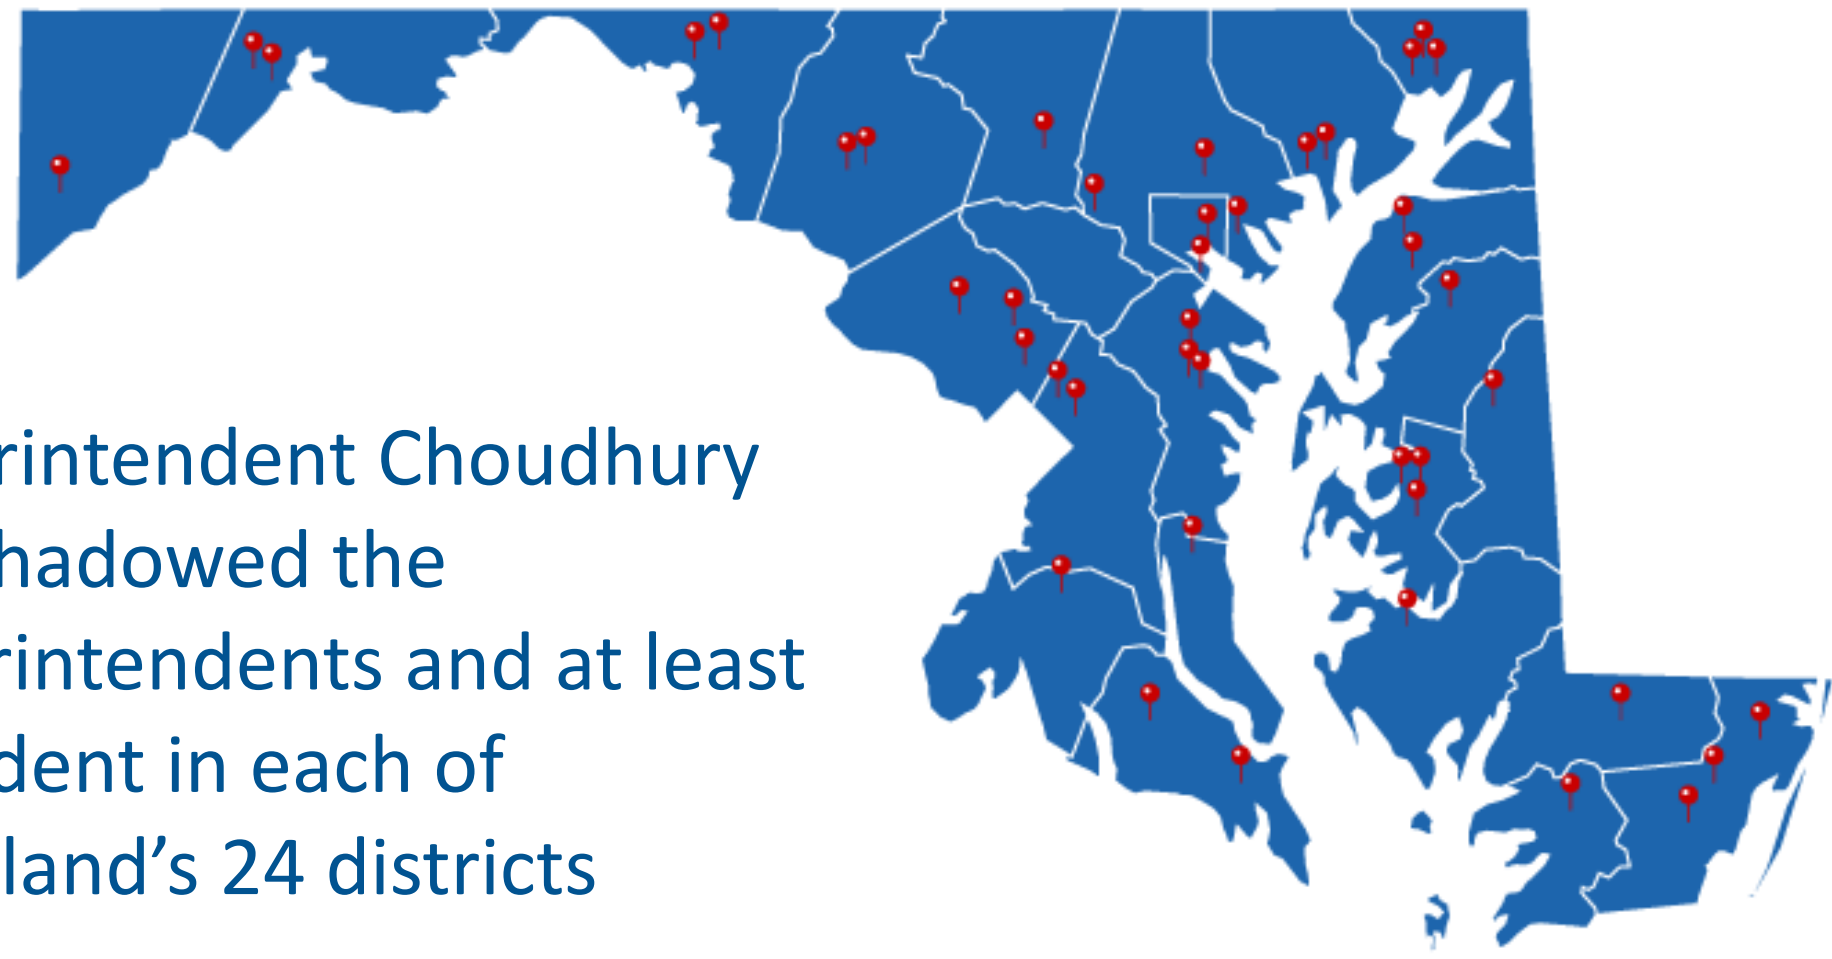 rintendent Choudhury
hadowed the
rintendents and at least
dent in each of
land’s 24 districts